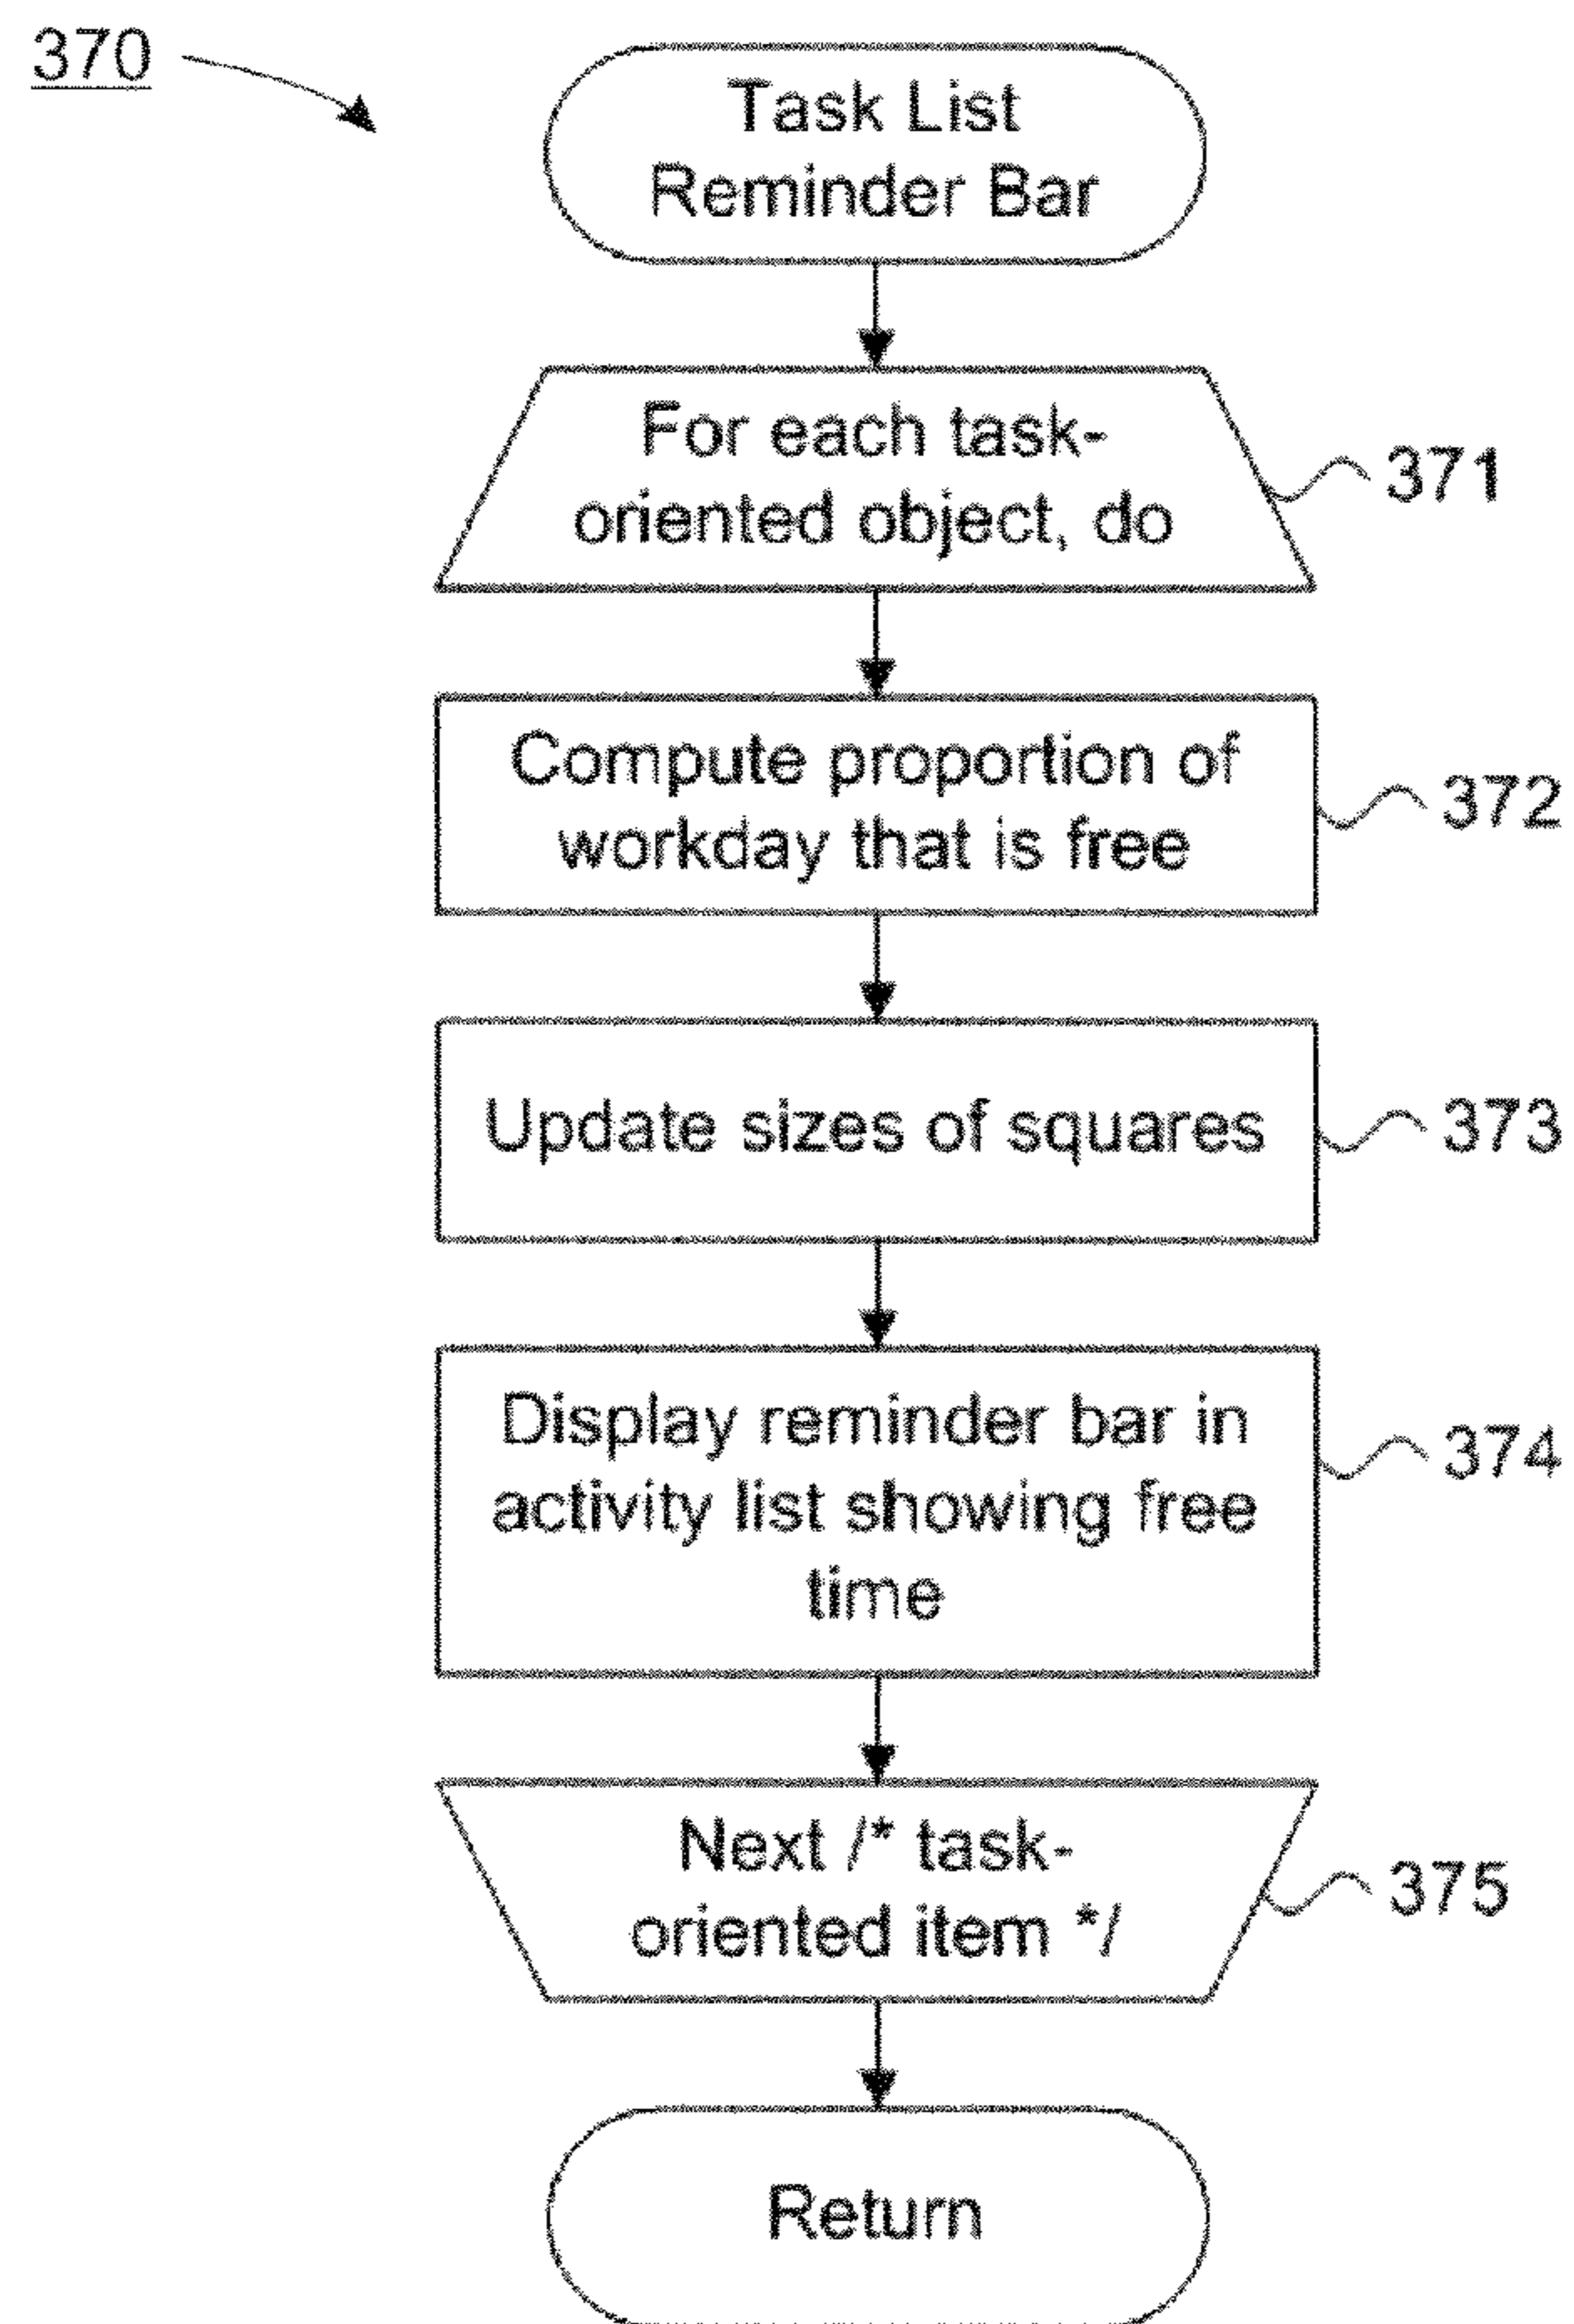 370
Task List
Reminder Bar
For each task-
oriented object, do
371
Compute proportion of
workday that is free
372
Update sizes of squares
373
Display reminder bar in
activity list showing free
time
374
Next /* task-
oriented item */
375
Return